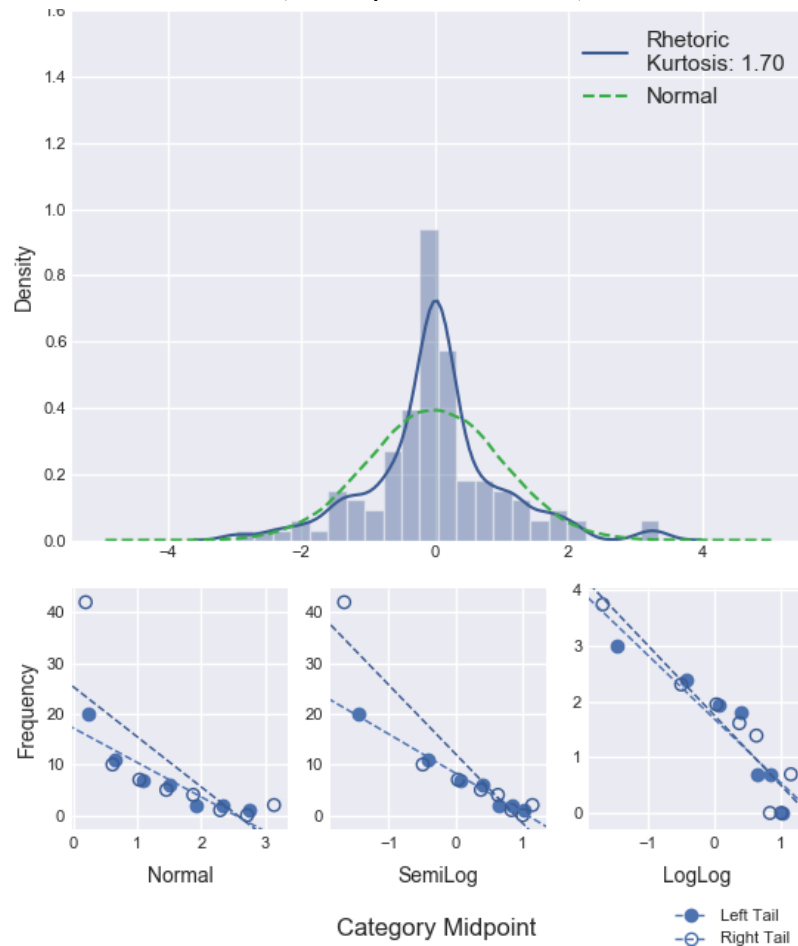 Rhetoric
Kurtosis: 1.70
Normal
1.6
1.4
1.2
1.0
0.8
0.6
0.4
0.2
0.0
Density
−4 −2 0 2 4
40
30
20
10
0
Frequency
0 1 2 3
Normal
40
30
20
10
0
−1 0 1
SemiLog
4
3
2
1
0
−1 0 1
LogLog
Category Midpoint
Left Tail
Right Tail